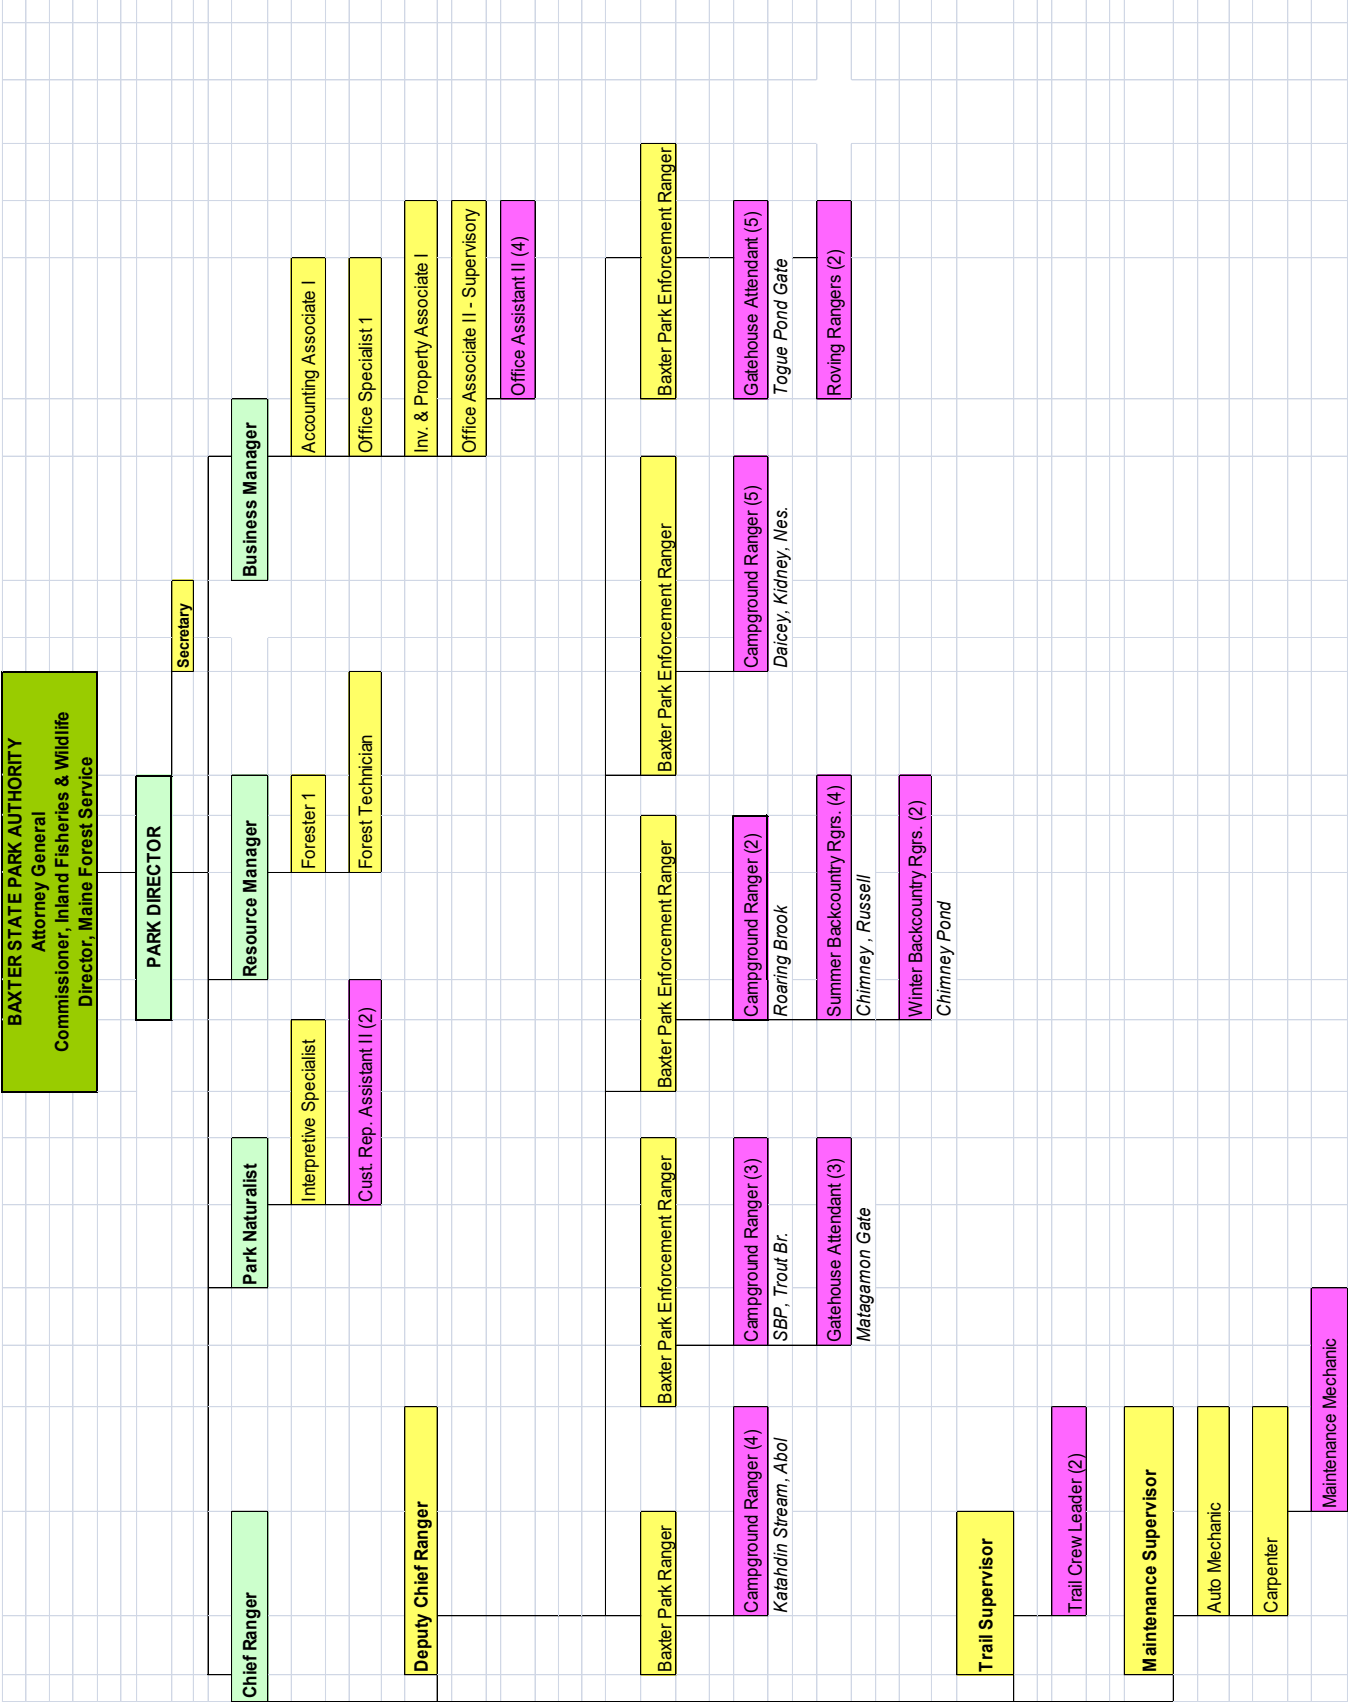 BAXTER STATE PARK AUTHORITY
Attorney General
Commissioner, Inland Fisheries & Wildlife
Director, Maine Forest Service
PARK DIRECTOR
Secretary
Chief Ranger
Park Naturalist
Resource Manager
Business Manager
Interpretive Specialist
Forester 1
Accounting Associate I
Cust. Rep. Assistant II (2)
Forest Technician
Office Specialist 1
Deputy Chief Ranger
Inv. & Property Associate I
Office Associate II - Supervisory
Office Assistant II (4)
Baxter Park Ranger
Baxter Park Enforcement Ranger
Baxter Park Enforcement Ranger
Baxter Park Enforcement Ranger
Baxter Park Enforcement Ranger
Campground Ranger (4)
Katahdin Stream, Abol
Campground Ranger (3)
SBP, Trout Br.
Campground Ranger (2)
Roaring Brook
Campground Ranger (5)
Daicey, Kidney, Nes.
Gatehouse Attendant (5)
Togue Pond Gate
Gatehouse Attendant (3)
Matagamon Gate
Summer Backcountry Rgrs. (4)
Chimney , Russell
Roving Rangers (2)
Winter Backcountry Rgrs. (2)
Chimney Pond
Trail Supervisor
Trail Crew Leader (2)
Maintenance Supervisor
Auto Mechanic
Carpenter
Maintenance Mechanic